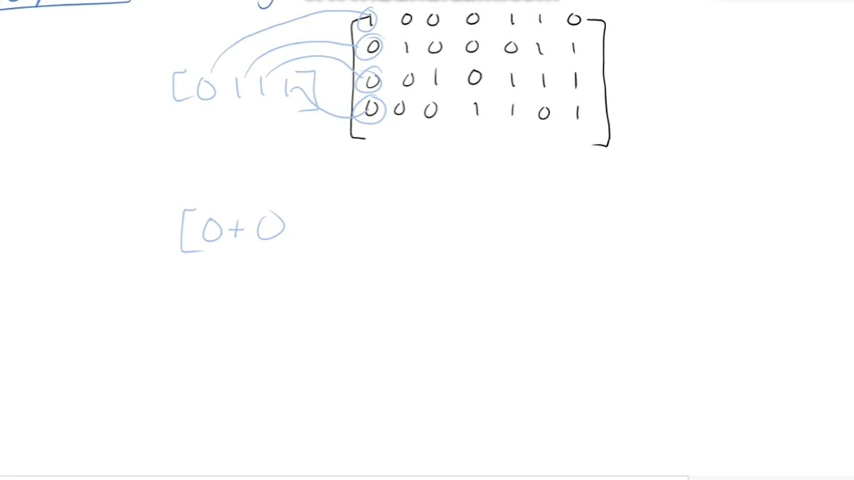 1 0 0 0 1 1 0
0 1 0 0 0 1 1
[0 1 1 1] 0 0 1 0 1 1 1
0 0 0 1 1 0 1
[0+0